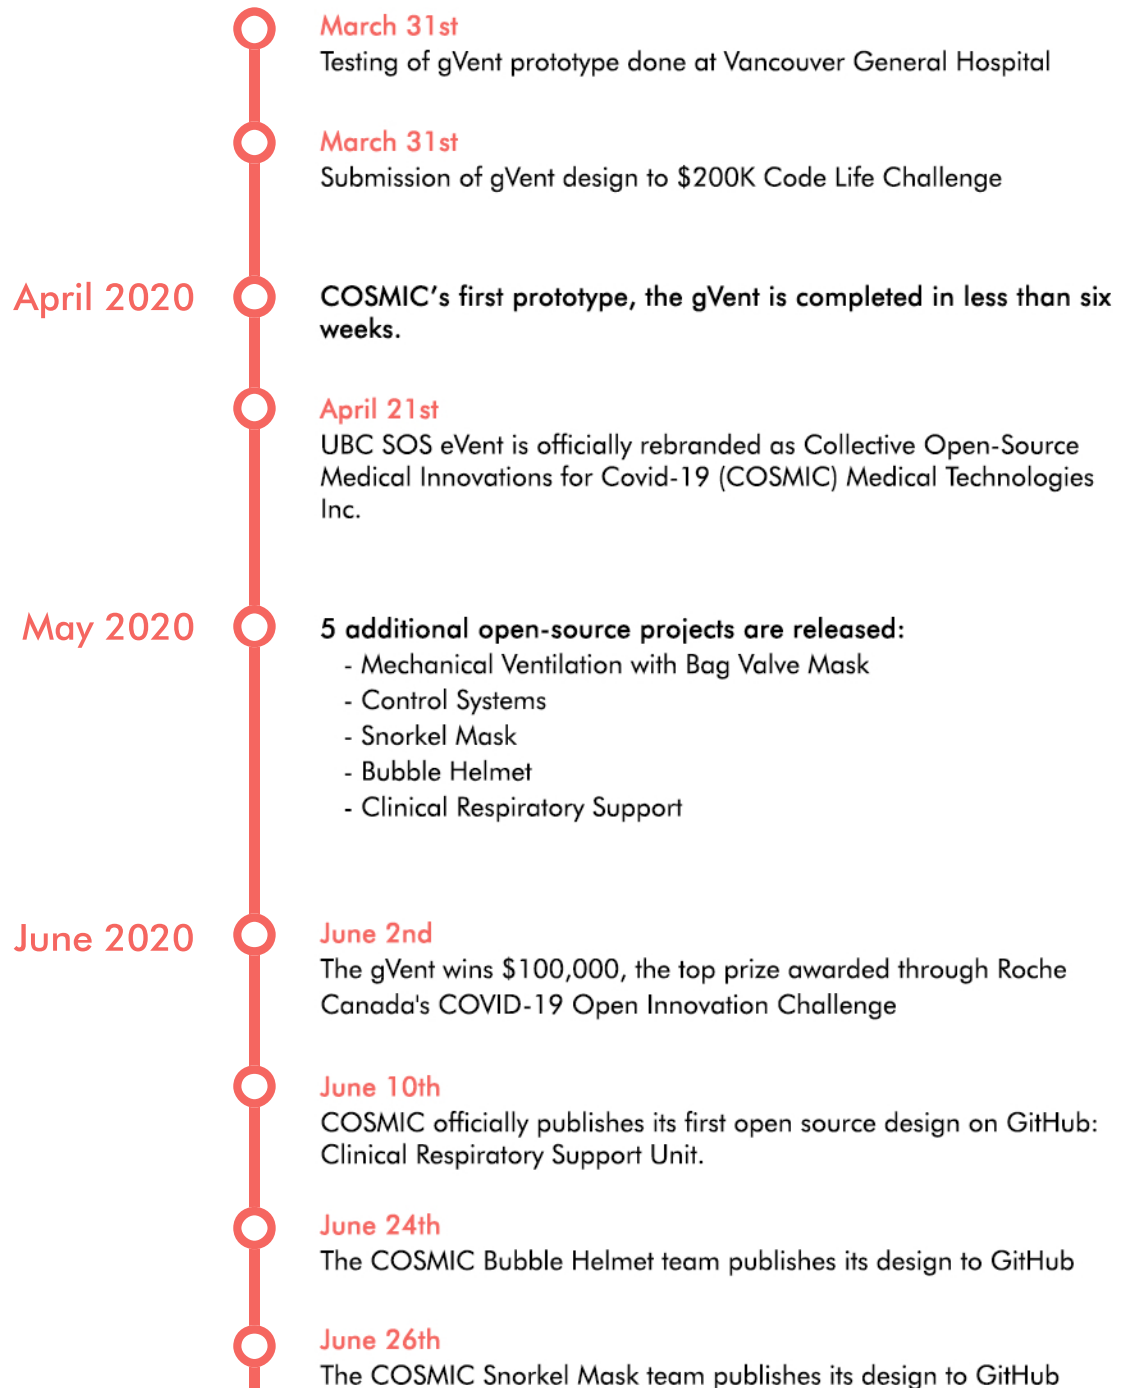 March 31st
Testing of gVent prototype done at Vancouver General Hospital
March 31st
Submission of gVent design to $200K Code Life Challenge
April 2020
COSMIC’s first prototype, the gVent is completed in less than six
weeks.
April 21st
UBC SOS eVent is officially rebranded as Collective Open-Source
Medical Innovations for Covid-19 (COSMIC) Medical Technologies
Inc.
May 2020
5 additional open-source projects are released:
- Mechanical Ventilation with Bag Valve Mask
- Control Systems
- Snorkel Mask
- Bubble Helmet
- Clinical Respiratory Support
June 2020
June 2nd
The gVent wins $100,000, the top prize awarded through Roche
Canada's COVID-19 Open Innovation Challenge
June 10th
COSMIC officially publishes its first open source design on GitHub:
Clinical Respiratory Support Unit.
June 24th
The COSMIC Bubble Helmet team publishes its design to GitHub
June 26th
The COSMIC Snorkel Mask team publishes its design to GitHub